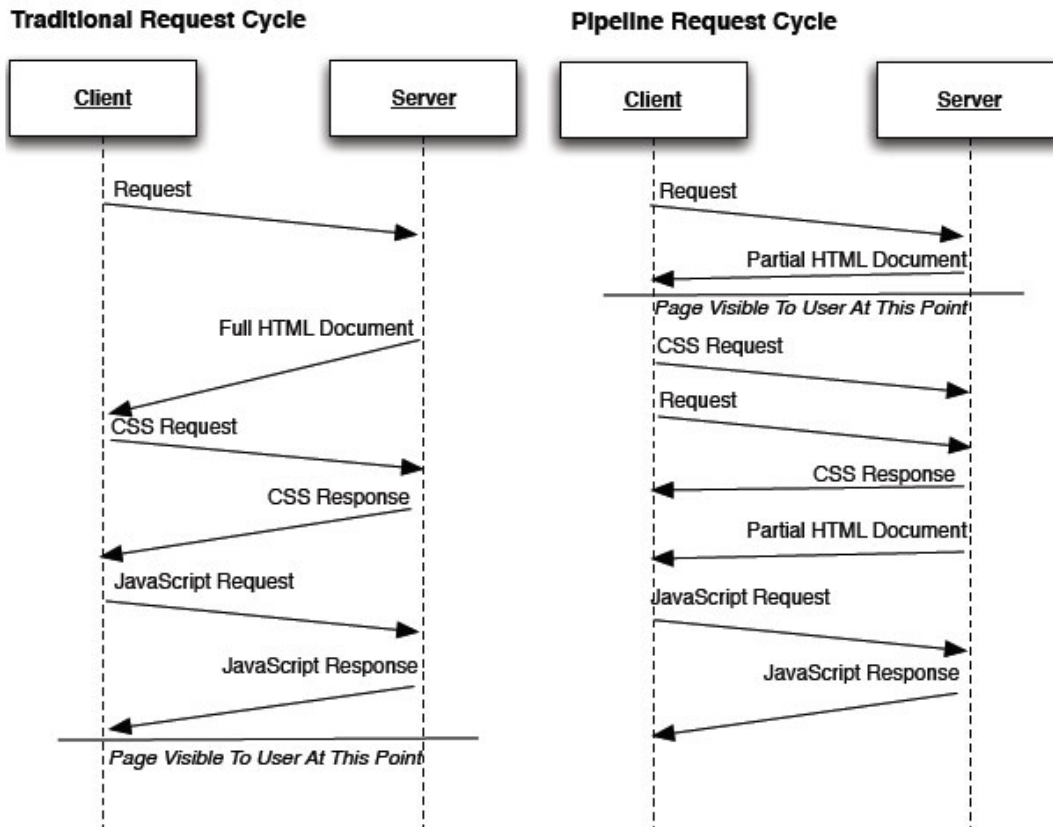 Traditional Request Cycle
Client
Server
Request
Full HTML Document
CSS Request
CSS Response
JavaScript Request
JavaScript Response
Page Visible To User At This Point
Pipeline Request Cycle
Client
Server
Request
Partial HTML Document
Page Visible To User At This Point
CSS Request
Request
CSS Response
Partial HTML Document
JavaScript Request
JavaScript Response